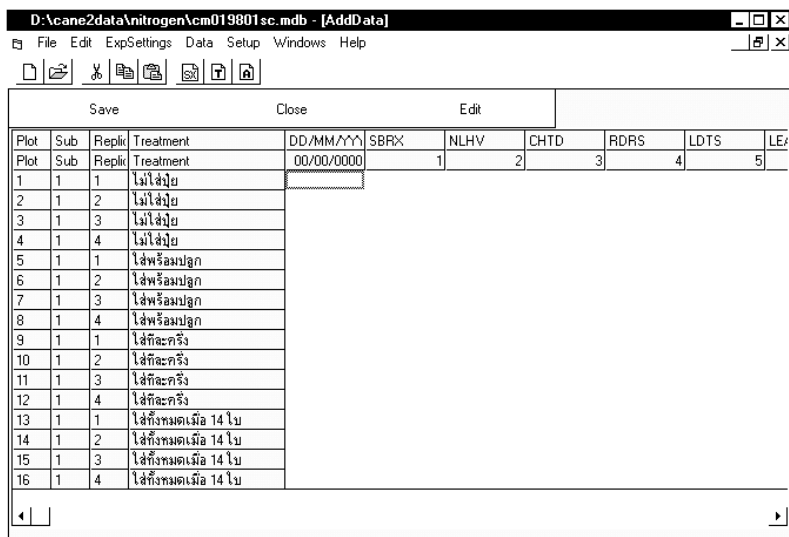 D:\cane2data\nitrogen\cm019801sc.mdb - [AddData]
File Edit ExpSettings Data Setup Windows Help
SX T A
Save Close Edit
Plot Sub Replic Treatment DD/MM/YYY SBRX NLHV CHTD RDRS LDTS LEA
Plot Sub Replic Treatment 00/00/0000 1 2 3 4 5
1 1 1 ไม่ใส่ปุ๋ย
2 1 2 ไม่ใส่ปุ๋ย
3 1 3 ไม่ใส่ปุ๋ย
4 1 4 ไม่ใส่ปุ๋ย
5 1 1 ใส่พร้อมปลูก
6 1 2 ใส่พร้อมปลูก
7 1 3 ใส่พร้อมปลูก
8 1 4 ใส่พร้อมปลูก
9 1 1 ใส่ทีละครึ่ง
10 1 2 ใส่ทีละครึ่ง
11 1 3 ใส่ทีละครึ่ง
12 1 4 ใส่ทีละครึ่ง
13 1 1 ใส่ทั้งหมดเมื่อ 14 ใบ
14 1 2 ใส่ทั้งหมดเมื่อ 14 ใบ
15 1 3 ใส่ทั้งหมดเมื่อ 14 ใบ
16 1 4 ใส่ทั้งหมดเมื่อ 14 ใบ